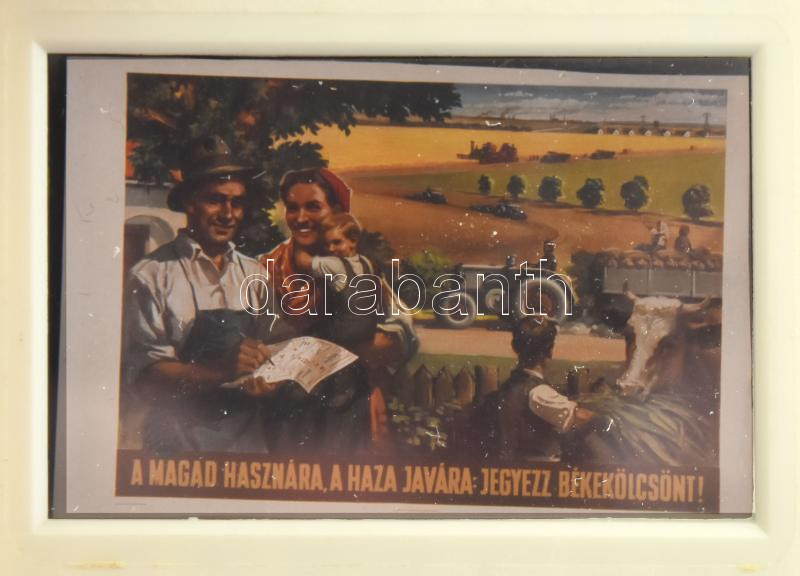 darabanth
A MAGAD HASZNÁRA, A HAZA JAVÁRA: JEGYEZZ BÉKEKÖLCSÖNT!